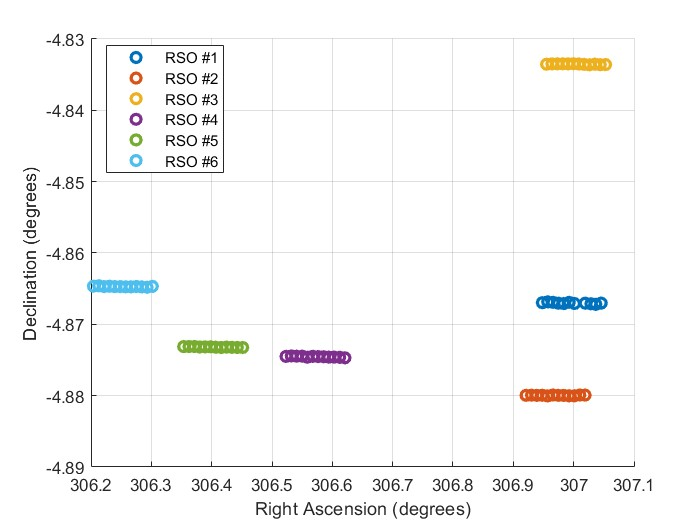 -4.83
-4.84
-4.85
-4.86
-4.87
-4.88
-4.89
Declination (degrees)
RSO #1
RSO #2
RSO #3
RSO #4
RSO #5
RSO #6
306.2 306.3 306.4 306.5 306.6 306.7 306.8 306.9 307 307.1
Right Ascension (degrees)